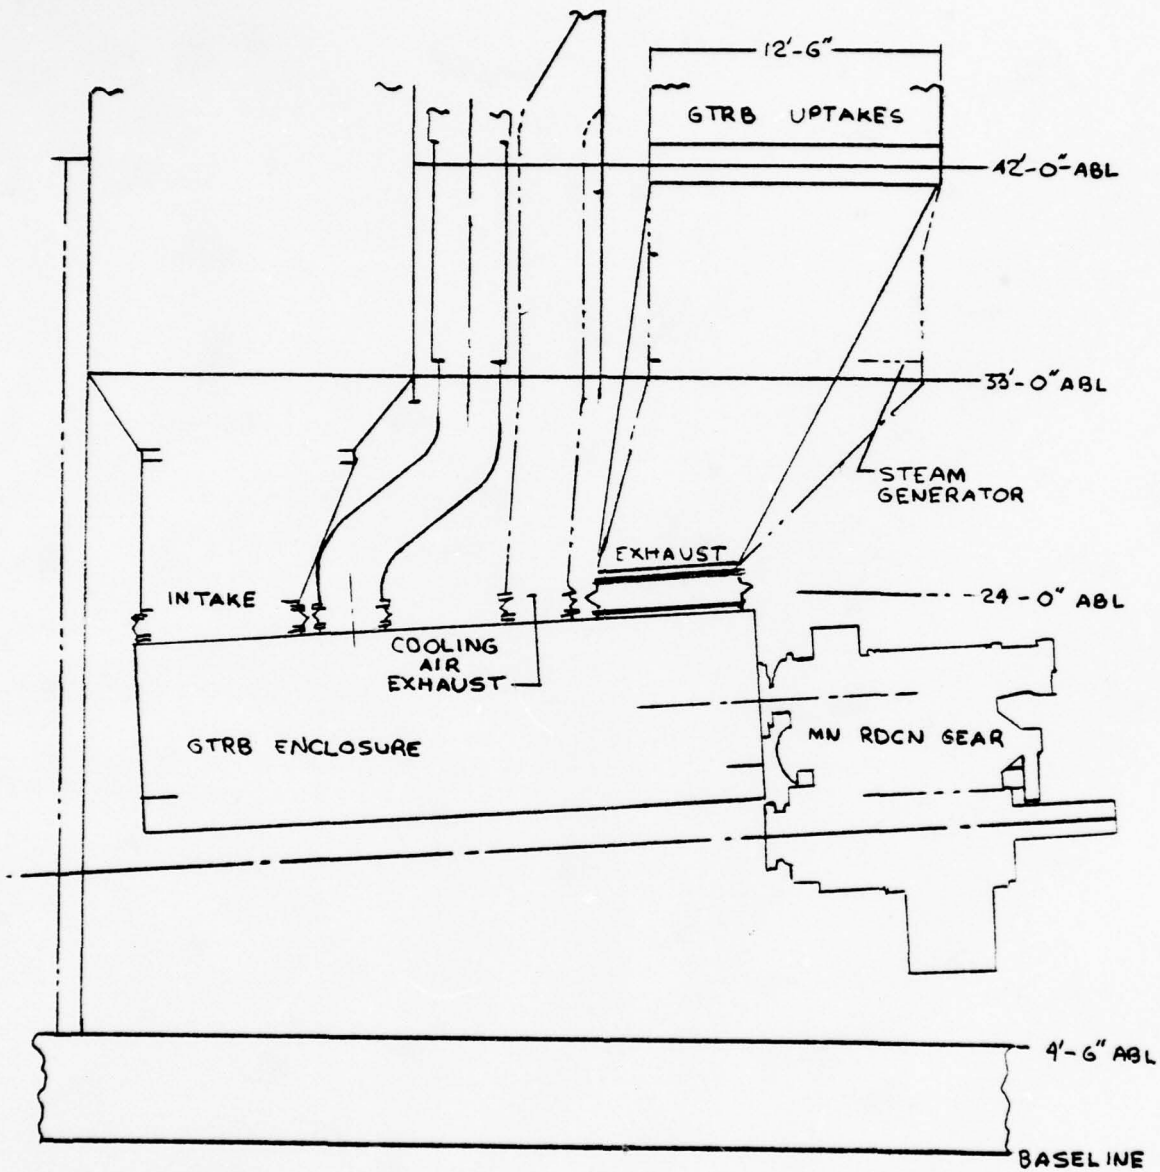 12'-6"
GTRB UPTAKES
42'-0" ABL
33'-0" ABL
STEAM
GENERATOR
EXHAUST
INTAKE
24-0" ABL
COOLING
AIR
EXHAUST
GTRB ENCLOSURE
MN RDCN GEAR
4'-6" ABL
BASELINE